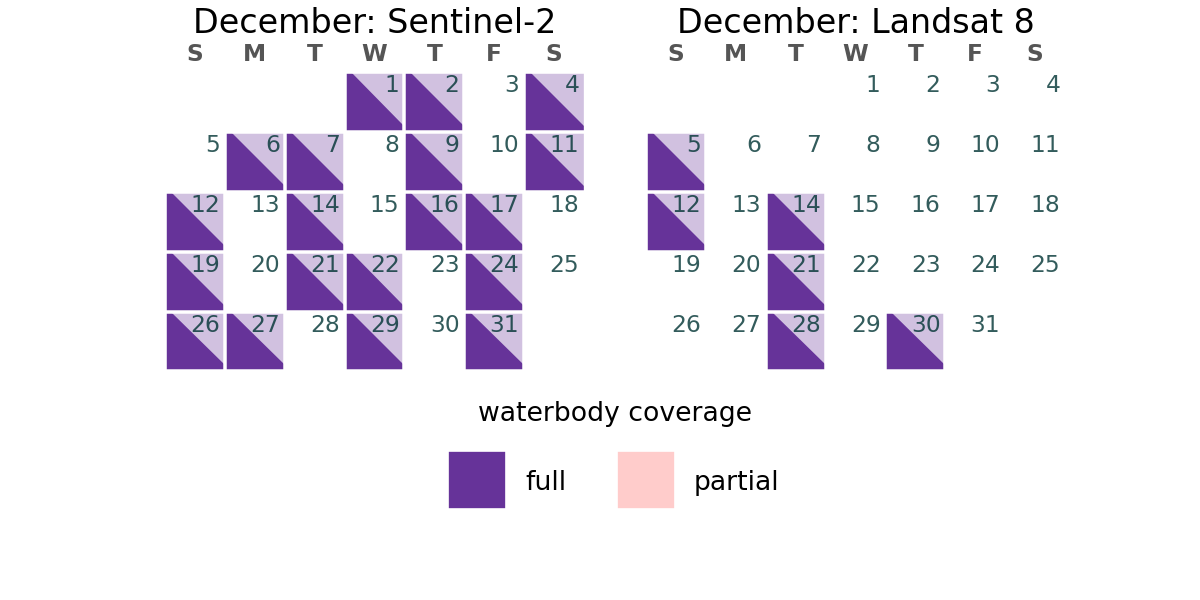 December: Sentinel-2
S M T W T F S
1 2 3 4
5 6 7 8 9 10 11
12 13 14 15 16 17 18
19 20 21 22 23 24 25
26 27 28 29 30 31
December: Landsat 8
S M T W T F S
1 2 3 4
5 6 7 8 9 10 11
12 13 14 15 16 17 18
19 20 21 22 23 24 25
26 27 28 29 30 31
waterbody coverage
full partial